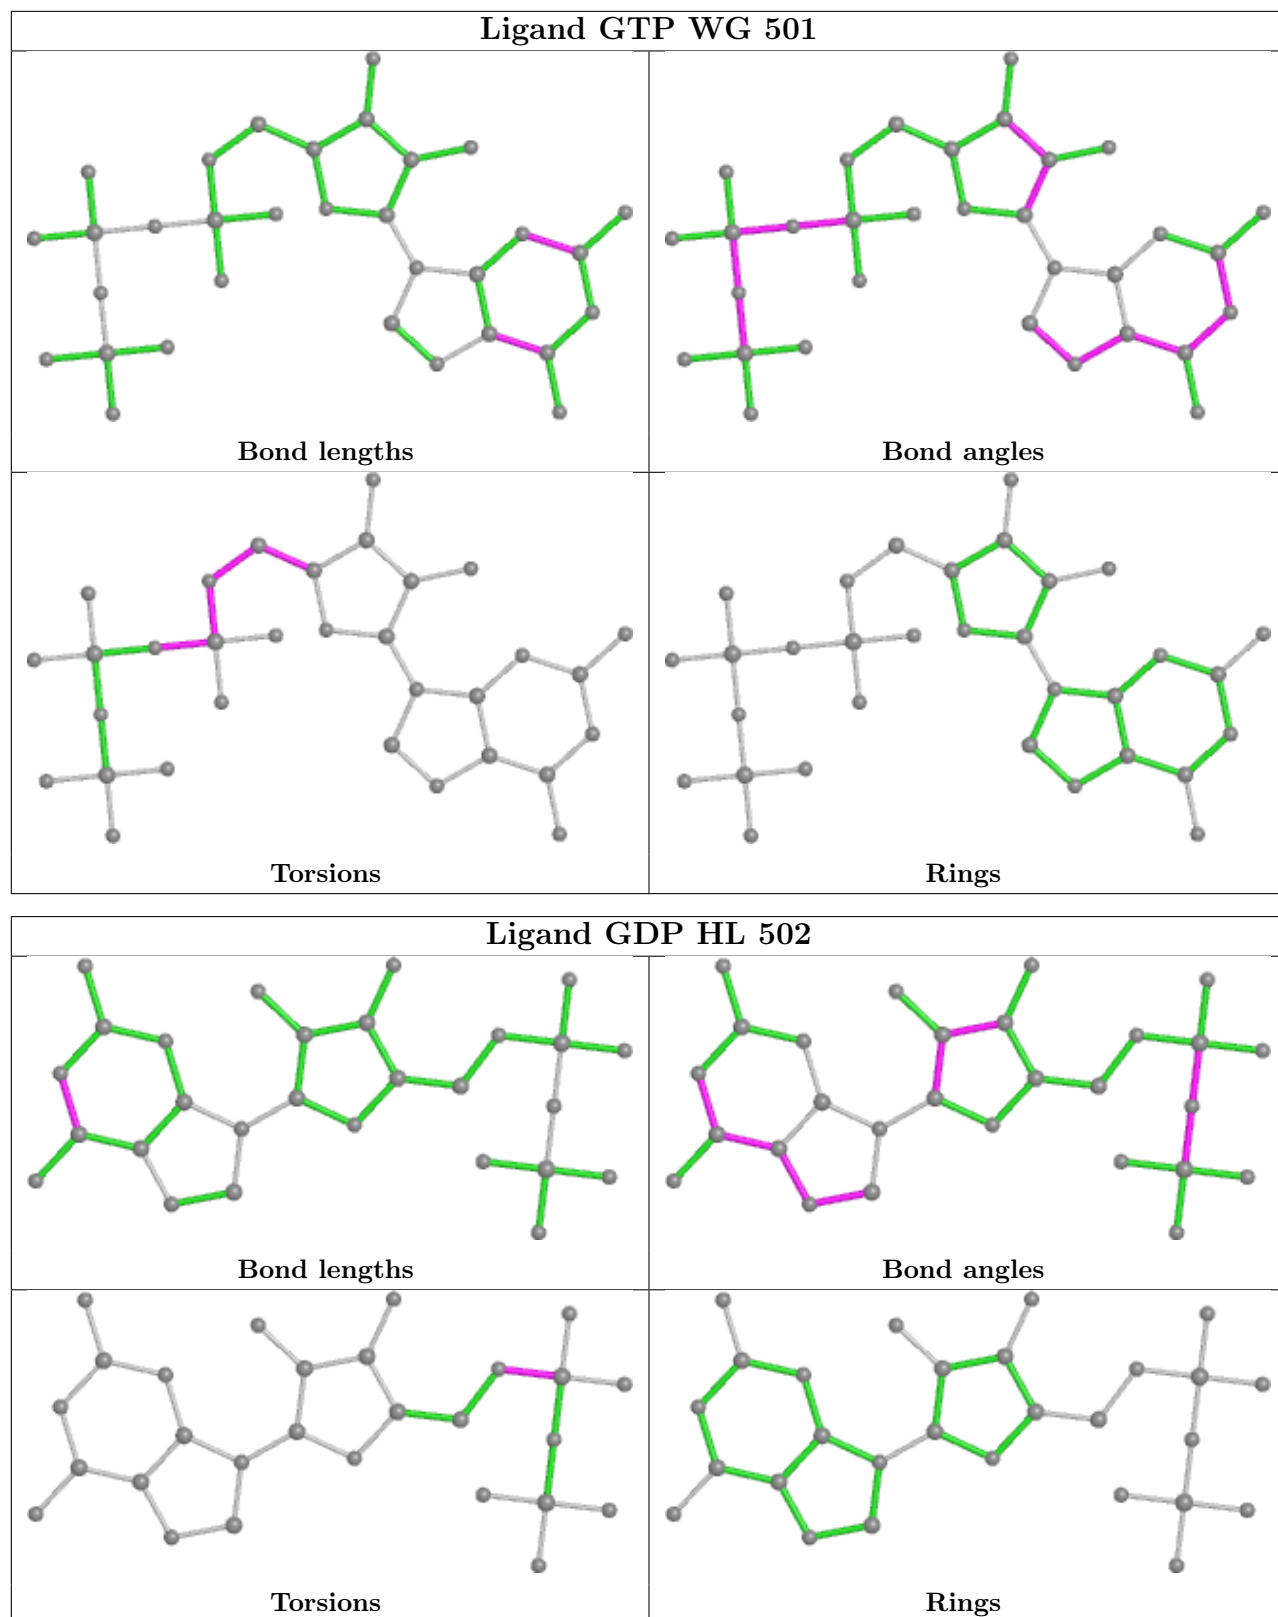 Ligand GTP WG 501
Bond lengths
Bond angles
Torsions
Rings
Ligand GDP HL 502
Bond lengths
Bond angles
Torsions
Rings